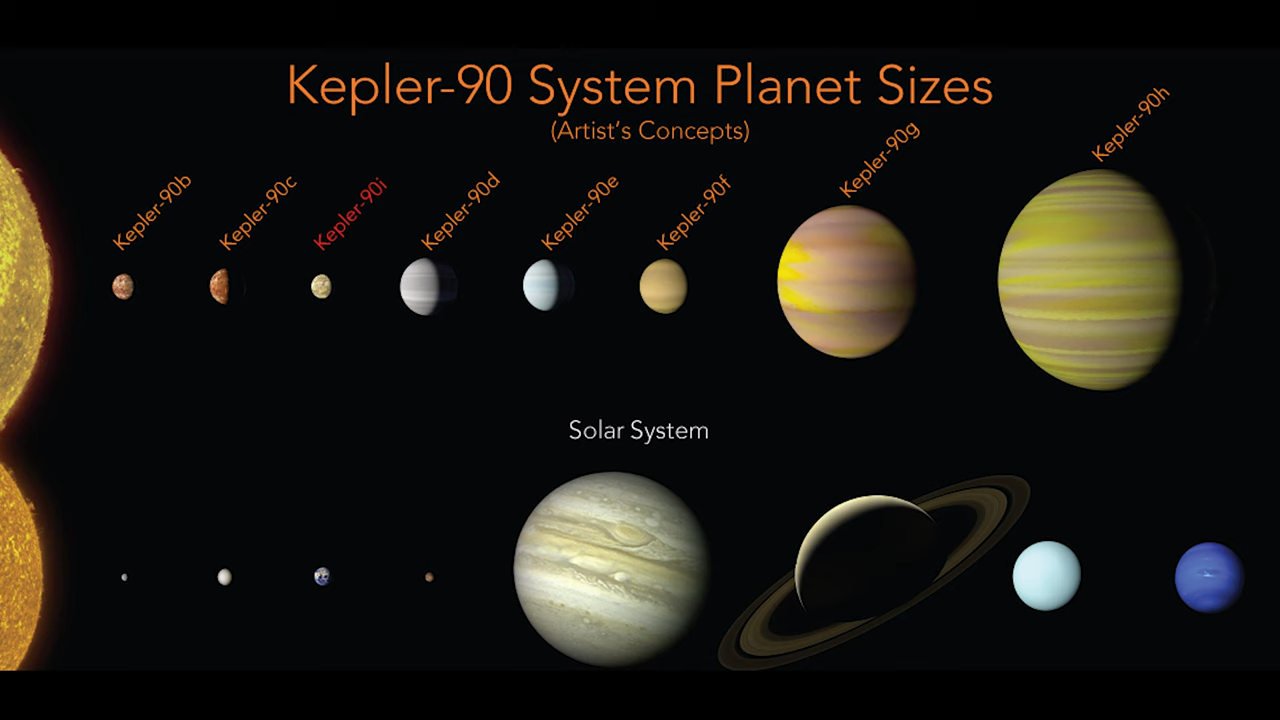 Kepler-90 System Planet Sizes
(Artist's Concepts)
Kepler-90b
Kepler-90c
Kepler-90i
Kepler-90d
Kepler-90e
Kepler-90f
Kepler-90g
Kepler-90h
Solar System